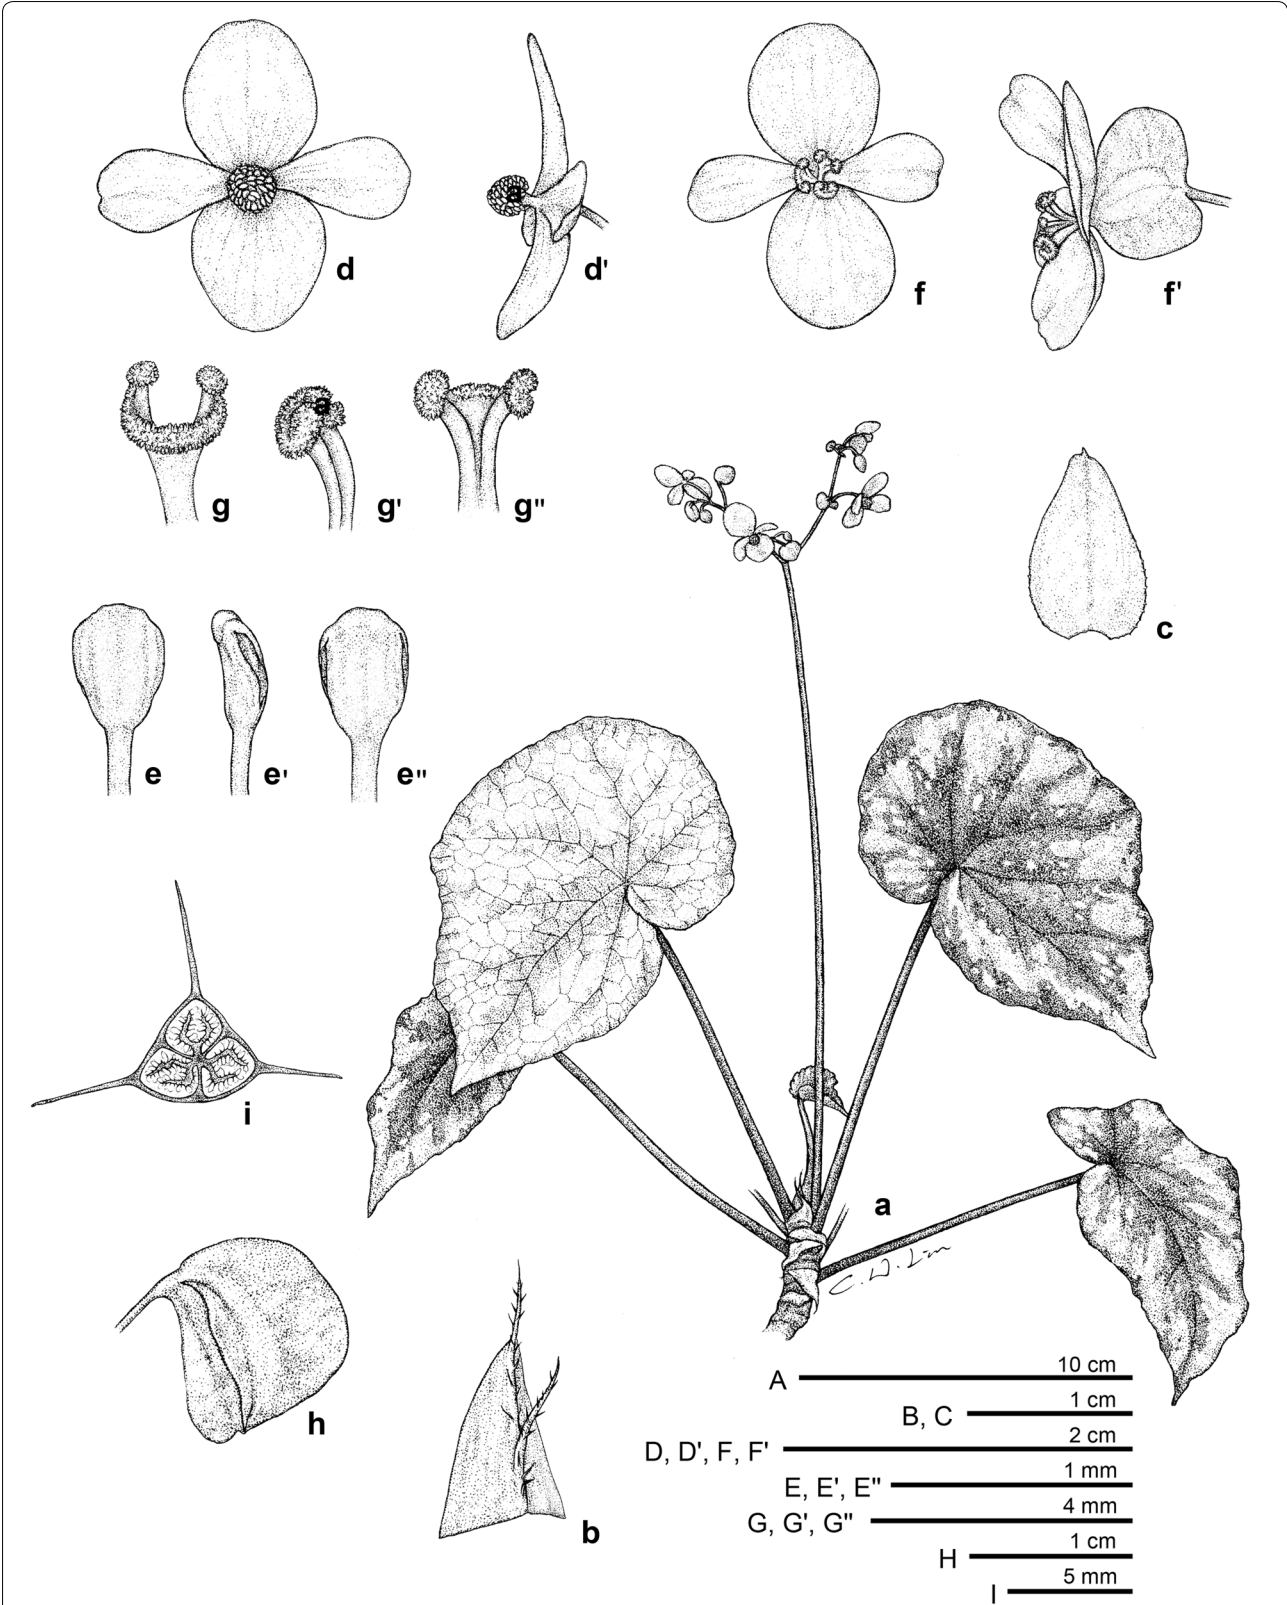 d
d'
f
f'
a
g
g'
g"
c
e
e'
e"
i
a
C.W.Lin
h
b
10 cm
A
1 cm
B, C
2 cm
D, D', F, F'
1 mm
E, E', E"
4 mm
G, G', G"
1 cm
H
5 mm
I